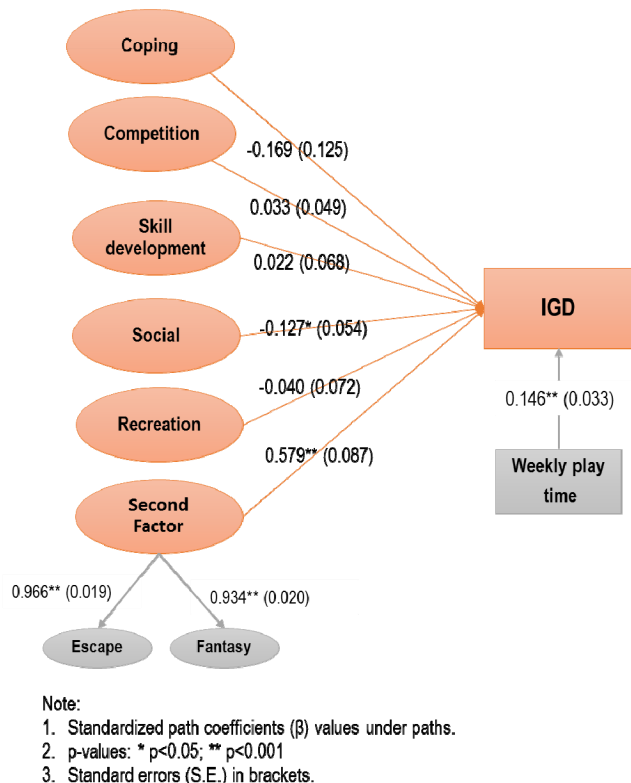 Coping
Competition
-0.169 (0.125)
0.033 (0.049)
Skill
development
0.022 (0.068)
IGD
Social
-0.127* (0.054)
-0.040 (0.072)
0.146** (0.033)
Recreation
0.579** (0.087)
Weekly play
time
Second
Factor
0.966** (0.019)
0.934** (0.020)
Escape
Fantasy
Note:
1. Standardized path coefficients (β) values under paths.
2. p-values: * p<0.05; ** p<0.001
3. Standard errors (S.E.) in brackets.